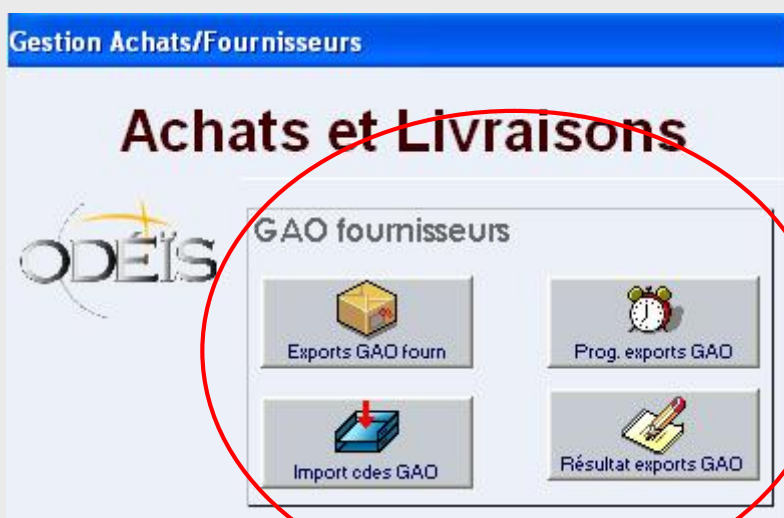 Gestion Achats/Fournisseurs
Achats et Livraisons
ODÉÏS
GAO fournisseurs
Exports GAO fourn
Prog. exports GAO
Import cdes GAO
Résultat exports GAO